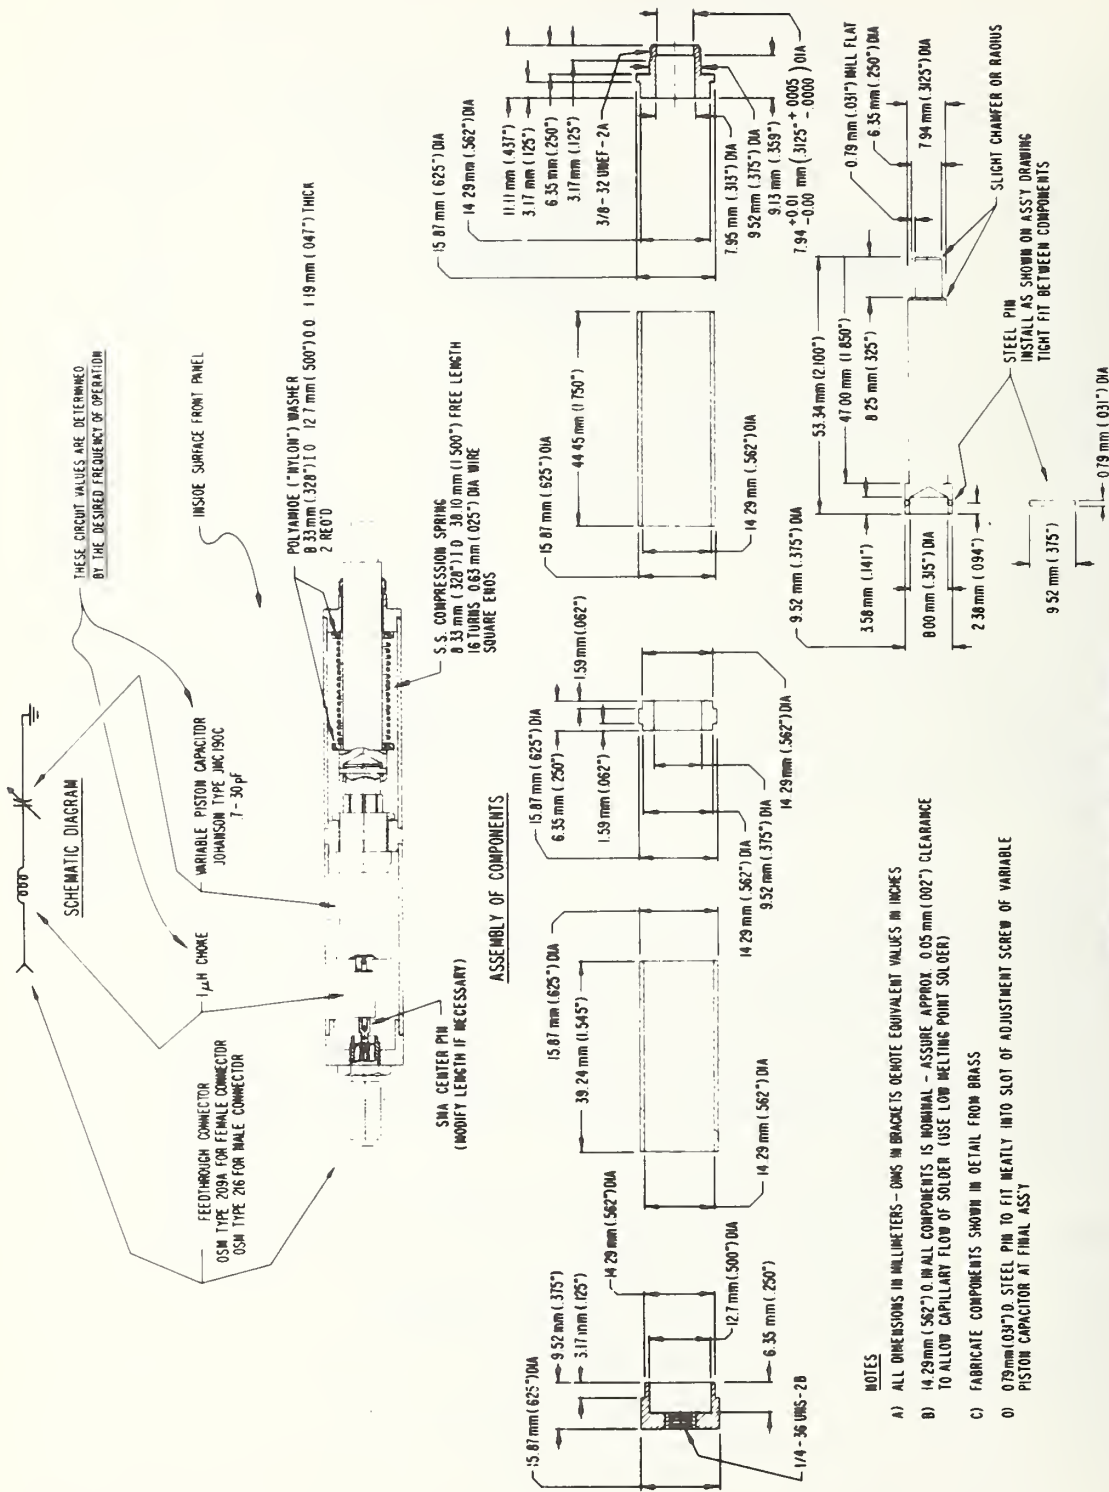 SCHEMATIC DIAGRAM
THESE CIRCUIT VALUES ARE DETERMINED
BY THE DESIRED FREQUENCY OF OPERATION
FEEDTHROUGH CONNECTOR
OSM TYPE 209A FOR FEMALE CONNECTOR
OSM TYPE 216 FOR MALE CONNECTOR
1 μH CHOKE
VARIABLE PISTON CAPACITOR
JOHANSON TYPE JMC 190C
.7 - 30 pf
INSIDE SURFACE FRONT PANEL
POLYAMIDE ("NYLON") WASHER
8 33 mm (.328") I D 12 7 mm (.500") O.D. 1 19 mm (.047") THICK
2 REQ'D
SMA CENTER PIN
(MODIFY LENGTH IF NECESSARY)
S.S. COMPRESSION SPRING
8 33 mm (.328") I D 38 10 mm (1 500") FREE LENGTH
16 TURNS 0.63 mm (.025") DIA WIRE
SQUARE ENDS
ASSEMBLY OF COMPONENTS
15.87 mm (.625") DIA
9.52 mm (.375")
3.17 mm (.125")
14.29 mm (.562") DIA
12.7 mm (.500") DIA
6.35 mm (.250")
1/4-36 UNS-2B
15.87 mm (.625") DIA
39.24 mm (1.545")
14.29 mm (.562") DIA
15.87 mm (.625") DIA
6.35 mm (.250")
1.59 mm (.062")
1.59 mm (.062")
14.29 mm (.562") DIA
9.52 mm (.375") DIA
14.29 mm (.562") DIA
15.87 mm (.625") DIA
44.45 mm (1.750")
14.29 mm (.562") DIA
15 87 mm (.625") DIA
14 29 mm (.562") DIA
11.11 mm (.437")
3.17 mm (.125")
6.35 mm (.250")
3.17 mm (.125")
3/8-32 UNEF-2A
7.95 mm (.313") DIA
9.52 mm (.375") DIA
9.13 mm (.359")
7.94 +0.01 -0.00 mm (.3125" +.0005 -.0000) DIA
9.52 mm (.375") DIA
3.58 mm (.141")
8.00 mm (.315") DIA
2.38 mm (.094")
53.34 mm (2.100")
47 00 mm (1 850")
8.25 mm (.325")
0.79 mm (.031") MILL FLAT
6.35 mm (.250") DIA
7.94 mm (.3125") DIA
SLIGHT CHAMFER OR RADIUS
STEEL PIN
INSTALL AS SHOWN ON ASS'Y DRAWING
TIGHT FIT BETWEEN COMPONENTS
9 52 mm (.375")
0.79 mm (.031") DIA
NOTES
A) ALL DIMENSIONS IN MILLIMETERS - DIMS IN BRACKETS DENOTE EQUIVALENT VALUES IN INCHES
B) 14.29 mm (.562") D. IN ALL COMPONENTS IS NOMINAL - ASSURE APPROX. 0.05 mm (.002") CLEARANCE
TO ALLOW CAPILLARY FLOW OF SOLDER (USE LOW MELTING POINT SOLDER)
C) FABRICATE COMPONENTS SHOWN IN DETAIL FROM BRASS
D) 0.79 mm (.031") D. STEEL PIN TO FIT NEATLY INTO SLOT OF ADJUSTMENT SCREW OF VARIABLE
PISTON CAPACITOR AT FINAL ASS'Y